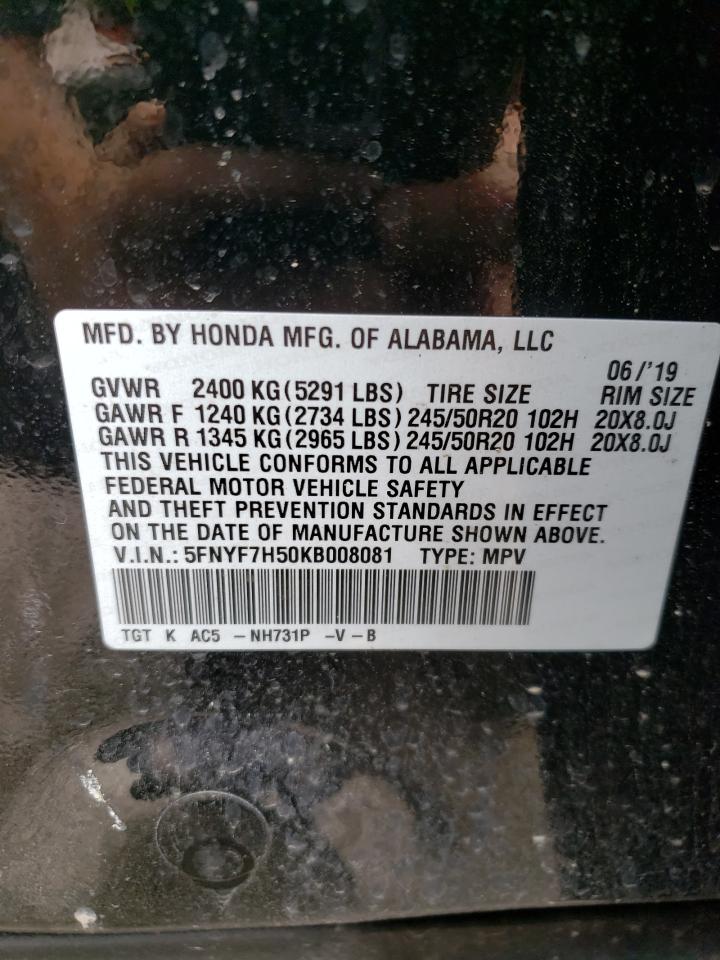 MFD. BY HONDA MFG. OF ALABAMA, LLC
06/'19
GVWR 2400 KG(5291 LBS) TIRE SIZE RIM SIZE
GAWR F 1240 KG(2734 LBS) 245/50R20 102H 20X8.0J
GAWR R 1345 KG(2965 LBS) 245/50R20 102H 20X8.0J
THIS VEHICLE CONFORMS TO ALL APPLICABLE
FEDERAL MOTOR VEHICLE SAFETY
AND THEFT PREVENTION STANDARDS IN EFFECT
ON THE DATE OF MANUFACTURE SHOWN ABOVE.
V.I.N.: 5FNYF7H50KB008081 TYPE: MPV
TGT K AC5 -NH731P -V-B